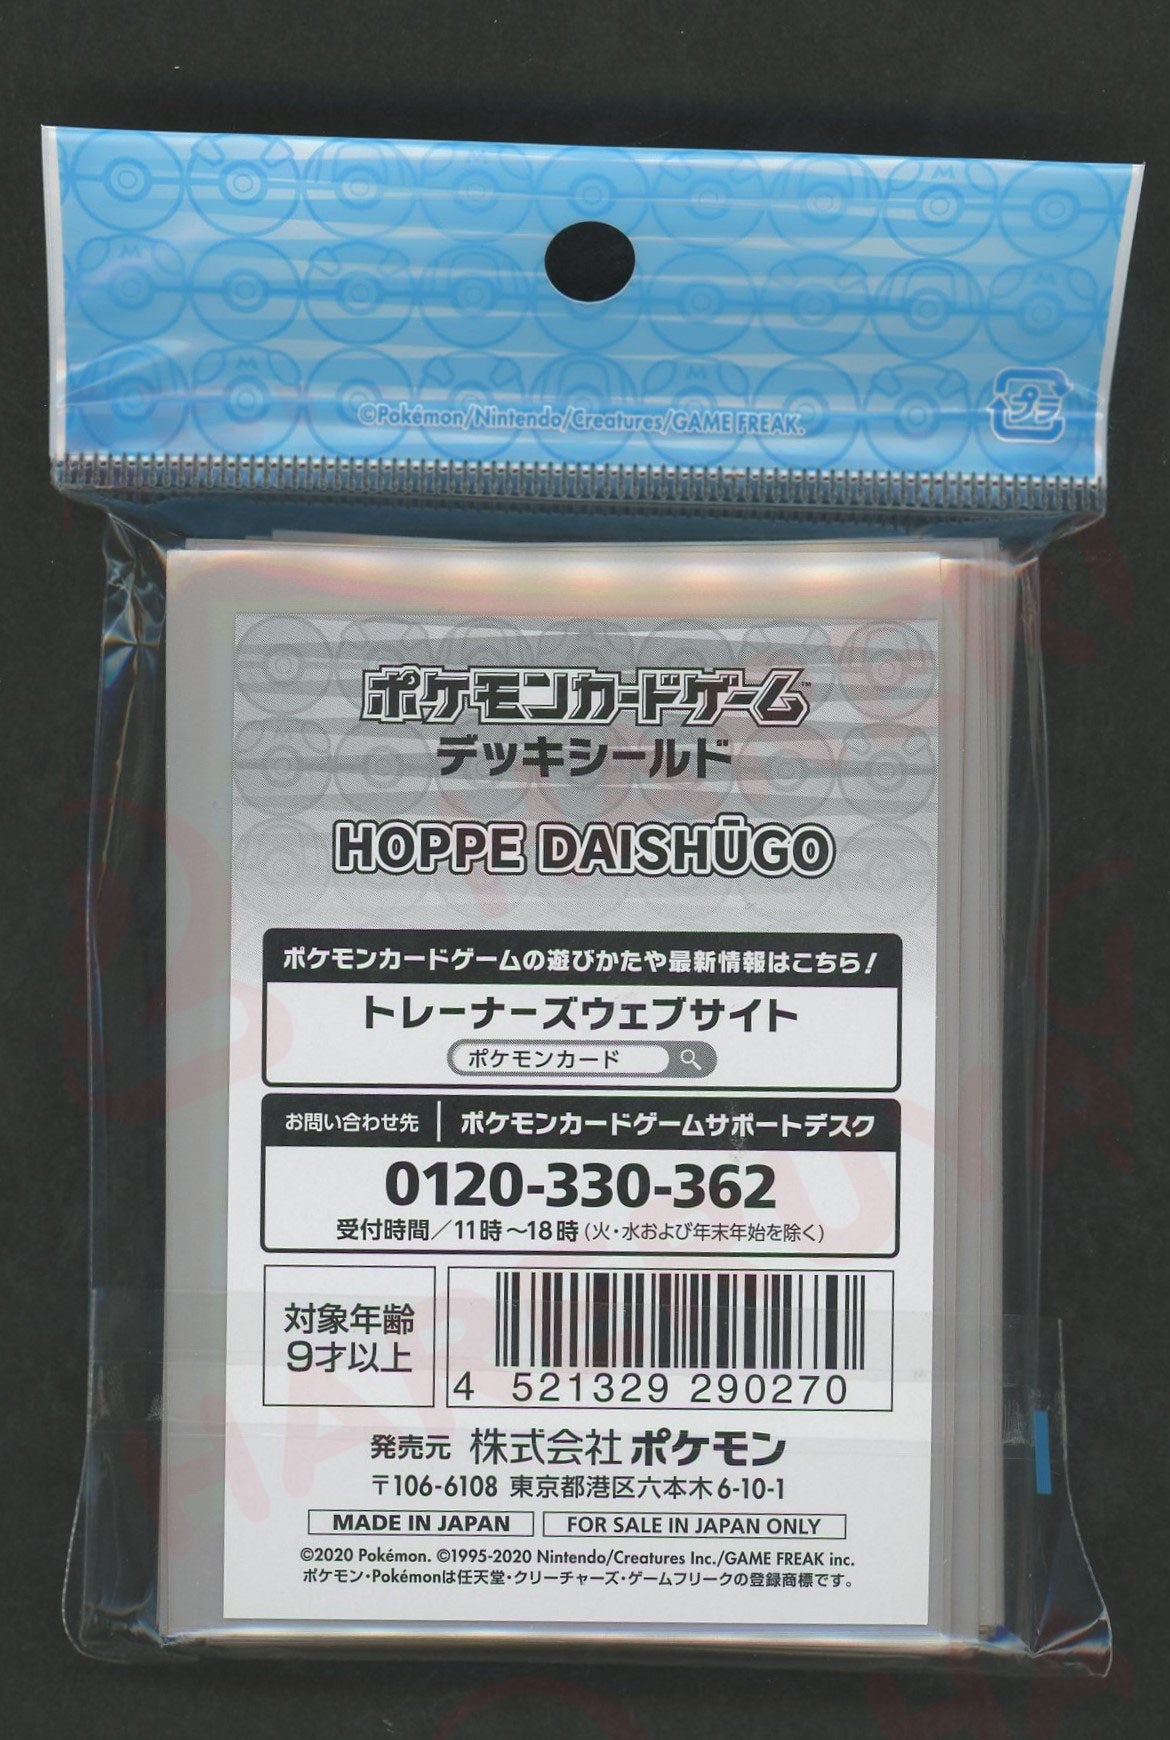 ©Pokémon/Nintendo/Creatures/GAME FREAK.
プラ
ポケモンカードゲーム™
デッキシールド
HOPPE DAISHŪGO
ポケモンカードゲームの遊びかたや最新情報はこちら!
トレーナーズウェブサイト
ポケモンカード
お問い合わせ先 ポケモンカードゲームサポートデスク
0120-330-362
受付時間/11時~18時(火・水および年末年始を除く)
対象年齢
9才以上
4 521329 290270
発売元 株式会社ポケモン
〒106-6108 東京都港区六本木6-10-1
MADE IN JAPAN FOR SALE IN JAPAN ONLY
©2020 Pokémon. ©1995-2020 Nintendo/Creatures Inc./GAME FREAK inc.
ポケモン・Pokémonは任天堂・クリーチャーズ・ゲームフリークの登録商標です。